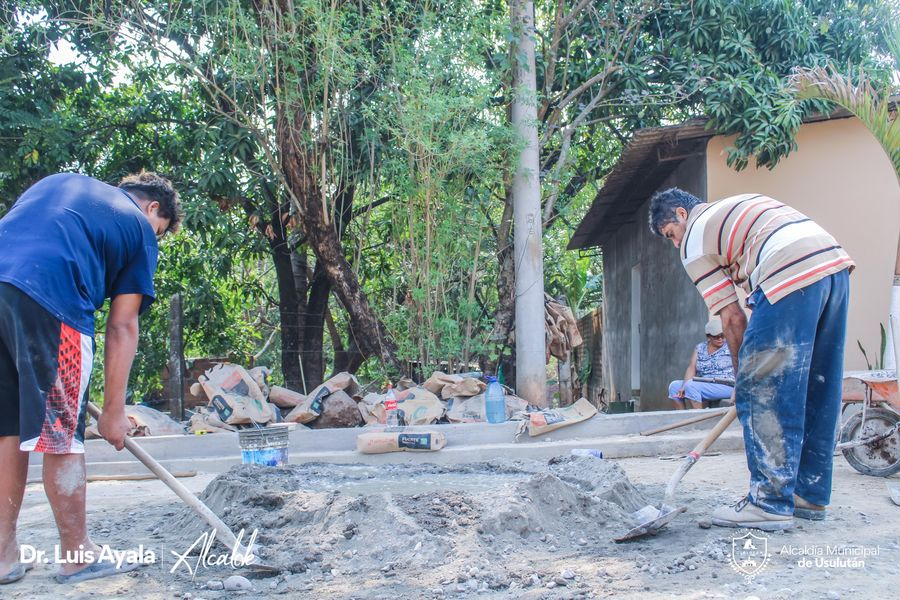 Dr. Luis Ayala
Alcalde
Alcaldía Municipal
de Usulután